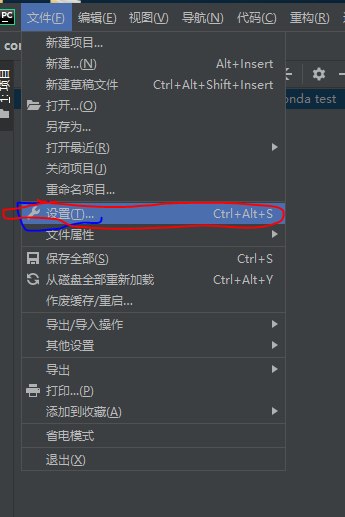 PC 文件(F) 编辑(E) 视图(V) 导航(N) 代码(C) 重构(R)
con
1: 项目
onda test
新建项目...
新建...(N) Alt+Insert
新建草稿文件 Ctrl+Alt+Shift+Insert
打开...(O)
另存为...
打开最近(R)
关闭项目(J)
重命名项目...
设置(T)... Ctrl+Alt+S
文件属性
保存全部(S) Ctrl+S
从磁盘全部重新加载 Ctrl+Alt+Y
作废缓存/重启...
导出/导入操作
其他设置
导出
打印...(P)
添加到收藏(A)
省电模式
退出(X)